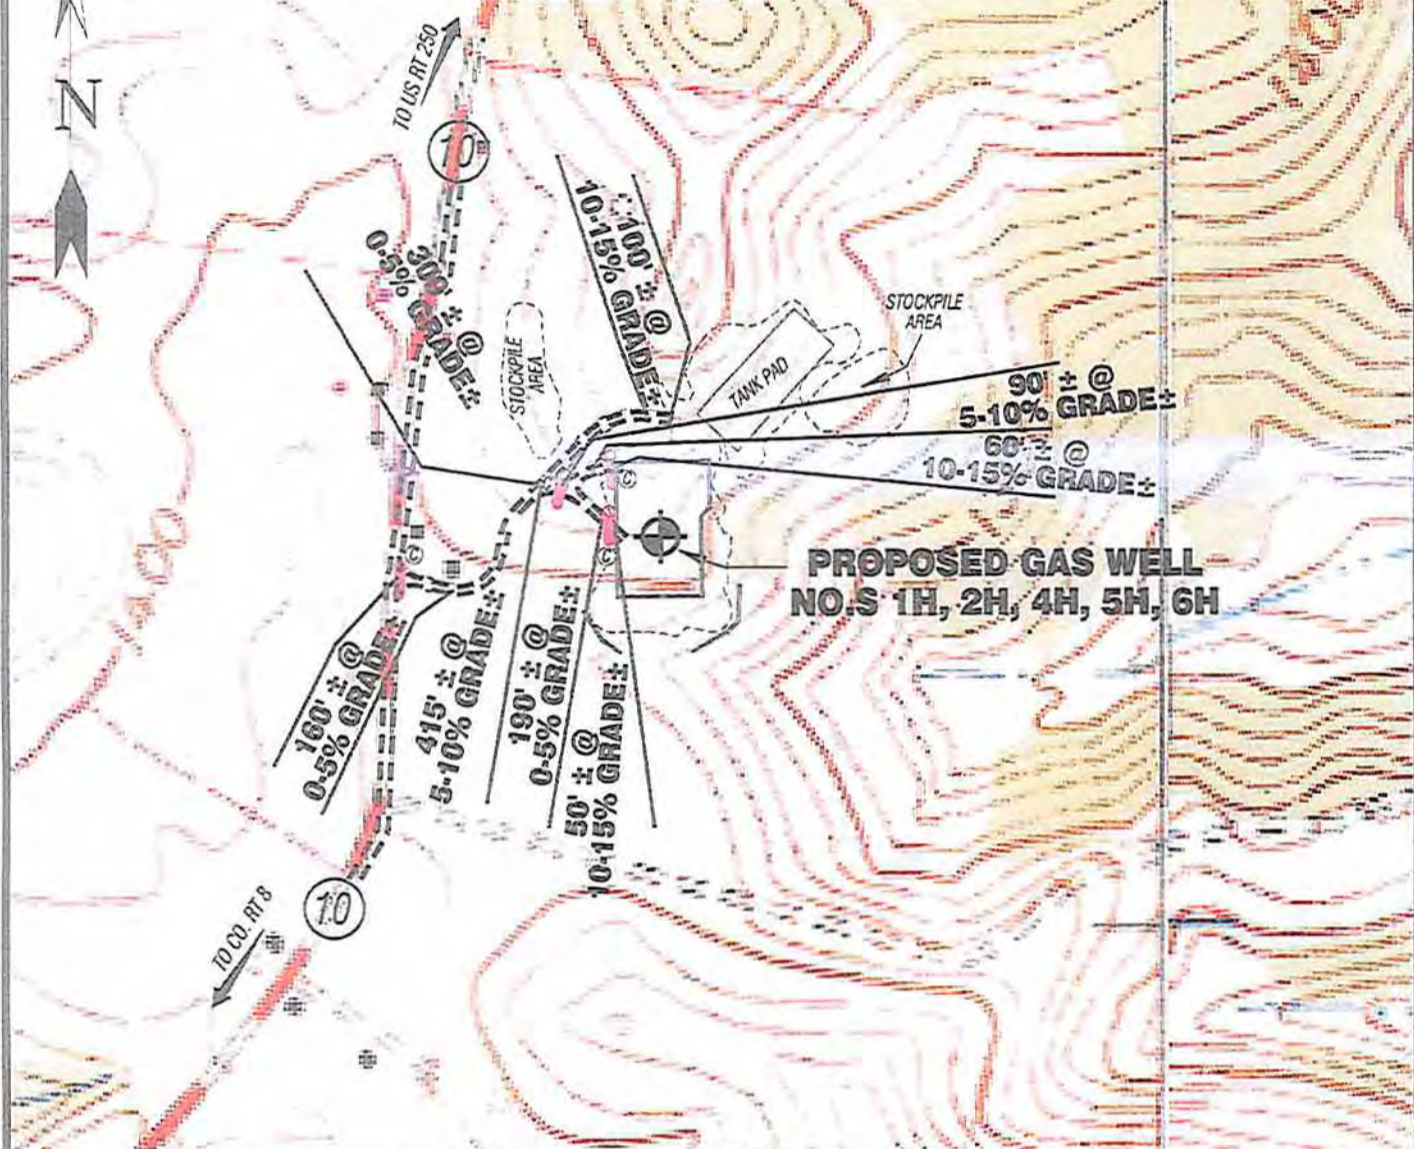 N
TO US RT 250
10
100' ± @
10-15% GRADE±
300' ± @
0-5% GRADE±
STOCKPILE
AREA
STOCKPILE
AREA
TANK PAD
90' ± @
5-10% GRADE±
60' ± @
10-15% GRADE±
C
C
C
PROPOSED GAS WELL
NO.S 1H, 2H, 4H, 5H, 6H
160' ± @
0-5% GRADE±
415' ± @
5-10% GRADE±
190' ± @
0-5% GRADE±
50' ± @
10-15% GRADE±
10
TO CO. RT 8